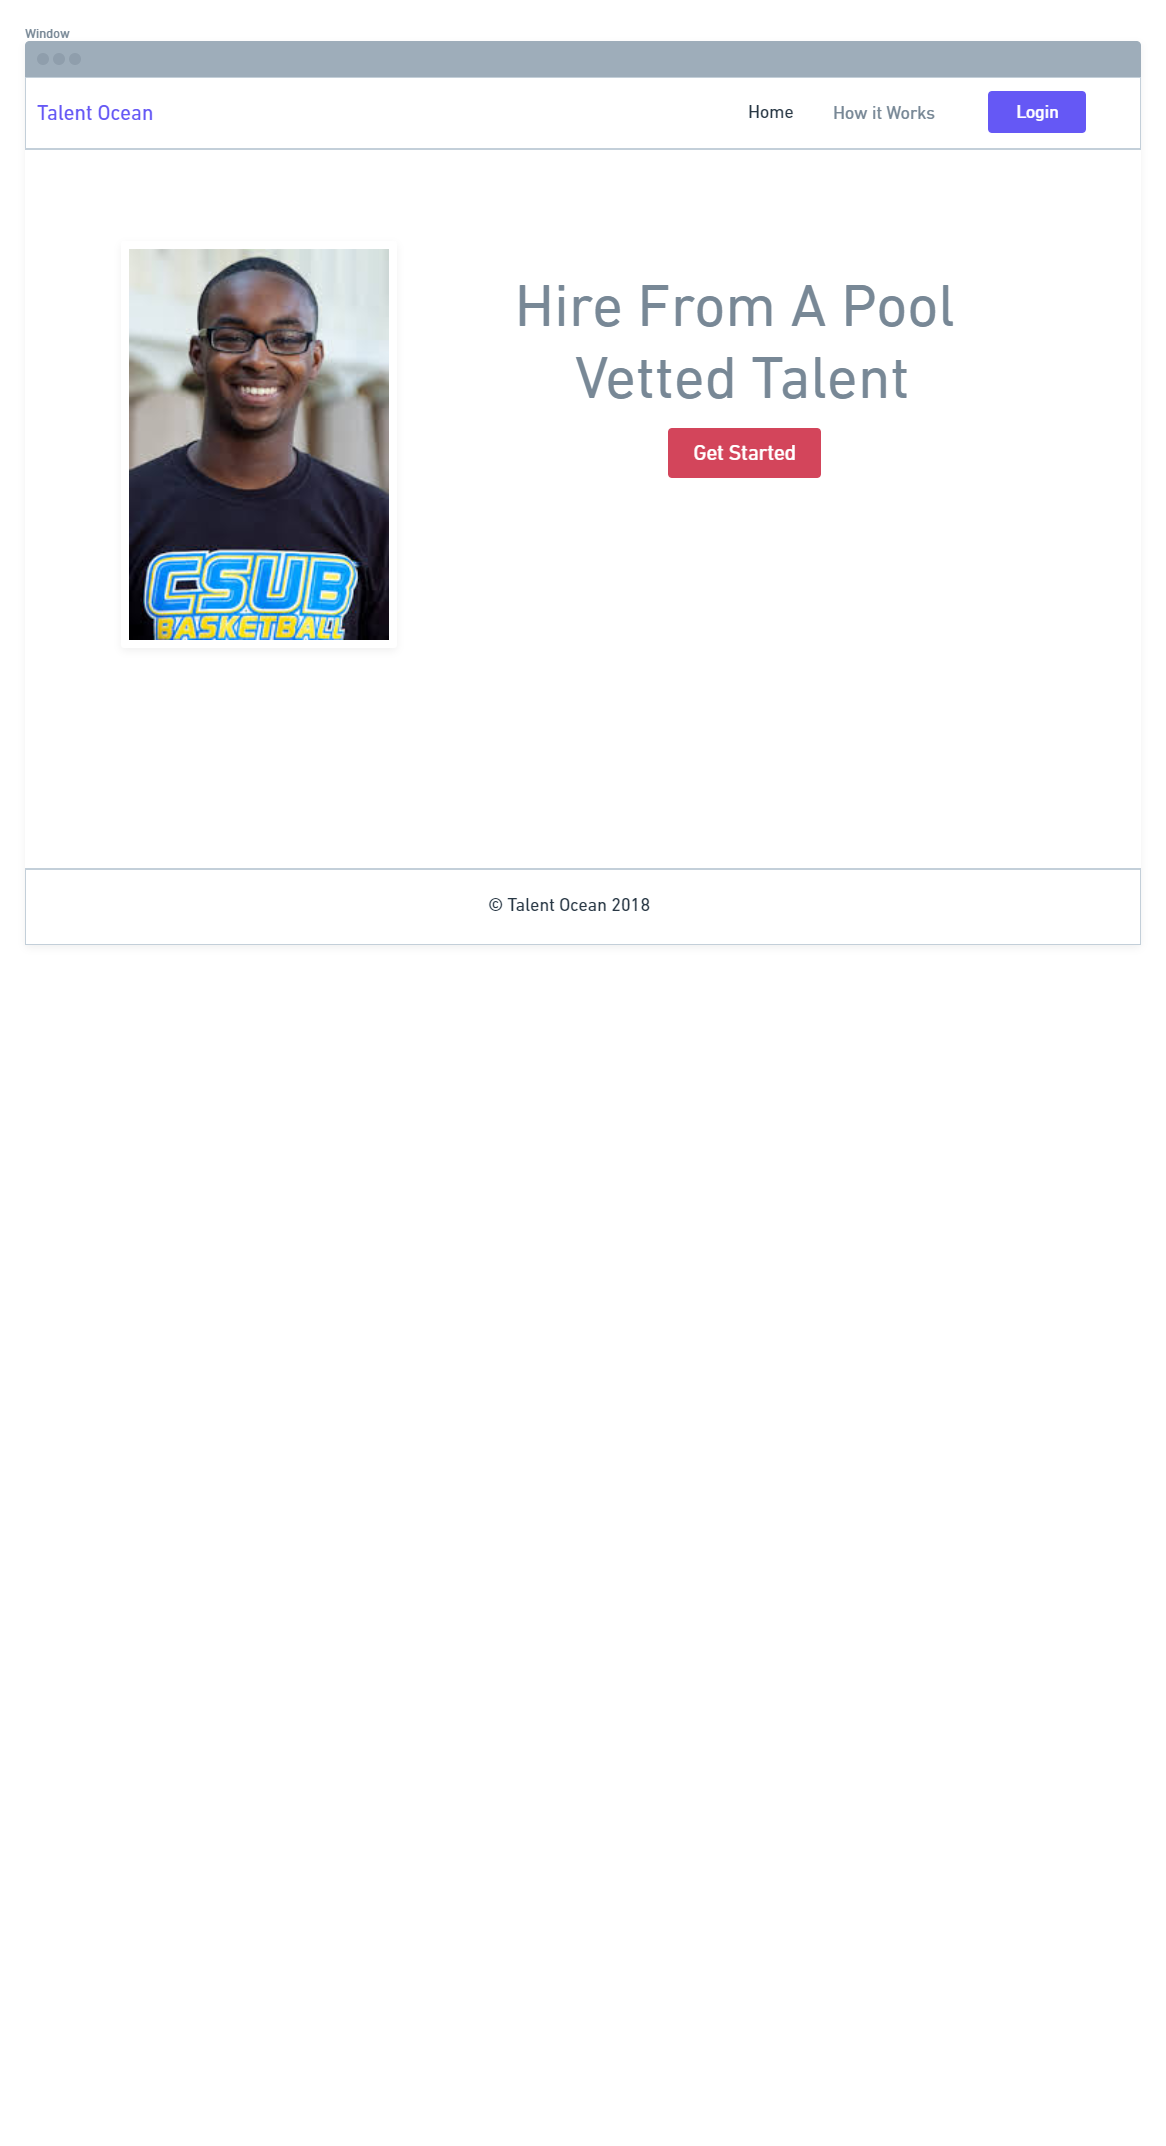 Window
Talent Ocean
Home
How it Works
Login
Hire From A Pool
Vetted Talent
Get Started
CSUB
BASKETBALL
© Talent Ocean 2018